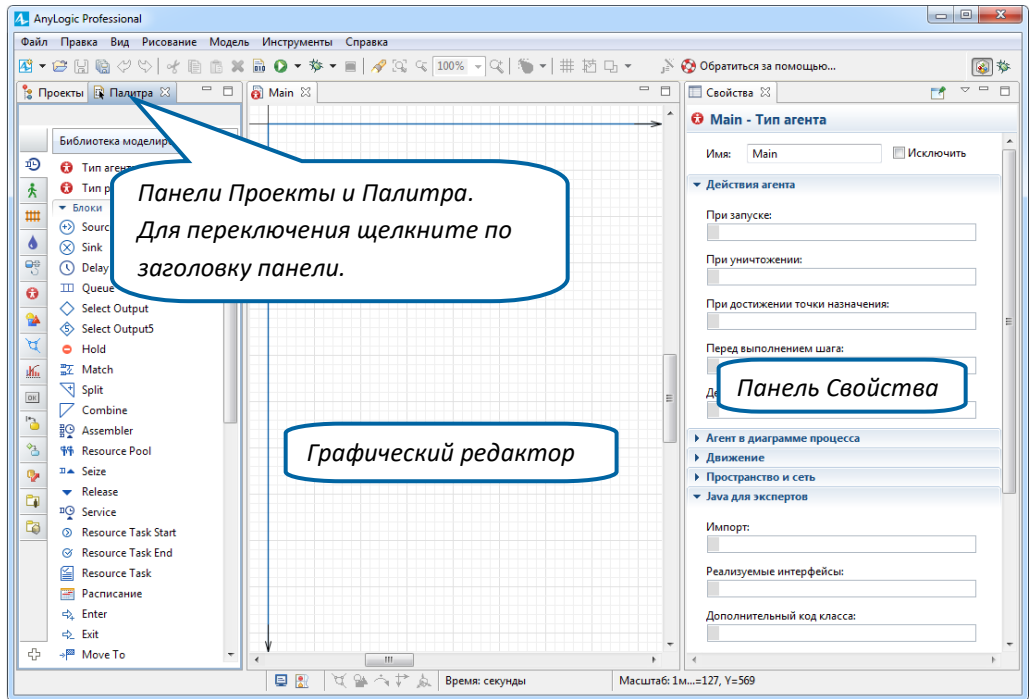 AnyLogic Professional
Файл Правка Вид Рисование Модель Инструменты Справка
100% Обратиться за помощью...
Проекты Палитра Main Свойства
Main - Тип агента
Имя: Main Исключить
Действия агента
При запуске:
При уничтожении:
При достижении точки назначения:
Перед выполнением шага:
Агент в диаграмме процесса
Движение
Пространство и сеть
Java для экспертов
Импорт:
Реализуемые интерфейсы:
Дополнительный код класса:
Библиотека моделир
Тип агент
Тип р
Блоки
Sourc
Sink
Delay
Queue
Select Output
Select Output5
Hold
Match
Split
Combine
Assembler
Resource Pool
Seize
Release
Service
Resource Task Start
Resource Task End
Resource Task
Расписание
Enter
Exit
Move To
Панели Проекты и Палитра.
Для переключения щелкните по
заголовку панели.
Графический редактор
Панель Свойства
Время: секунды Масштаб: 1м...=127, Y=569